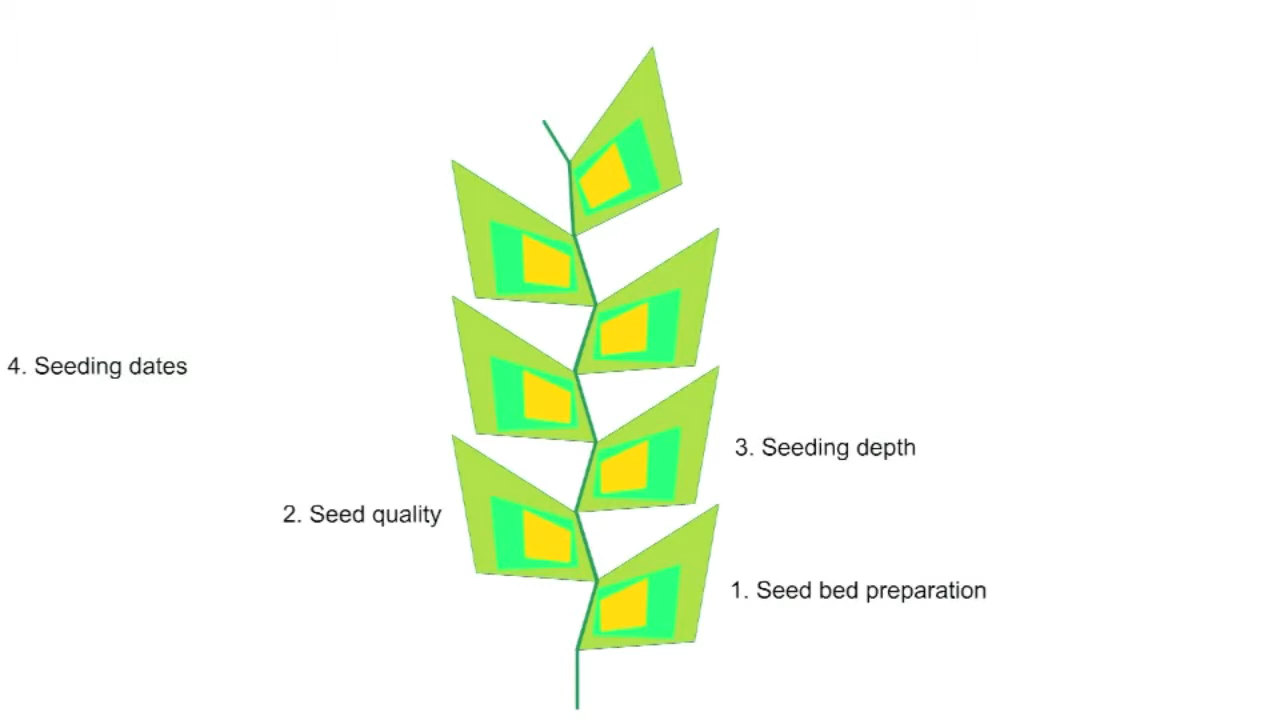 4. Seeding dates
3. Seeding depth
2. Seed quality
1. Seed bed preparation